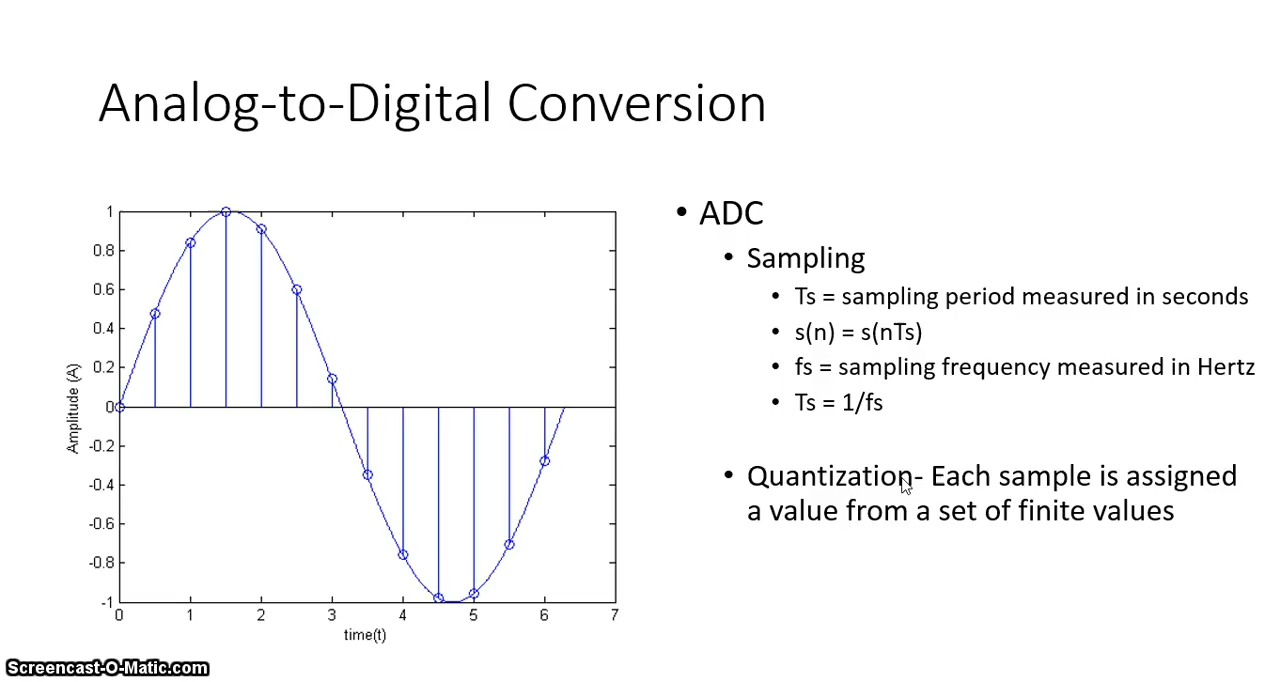 Analog-to-Digital Conversion
1
0.8
0.6
0.4
0.2
0
-0.2
-0.4
-0.6
-0.8
-1
Amplitude (A)
0 1 2 3 4 5 6 7
time(t)
• ADC
• Sampling
• Ts = sampling period measured in seconds
• s(n) = s(nTs)
• fs = sampling frequency measured in Hertz
• Ts = 1/fs
• Quantization- Each sample is assigned
a value from a set of finite values
Screencast-O-Matic.com